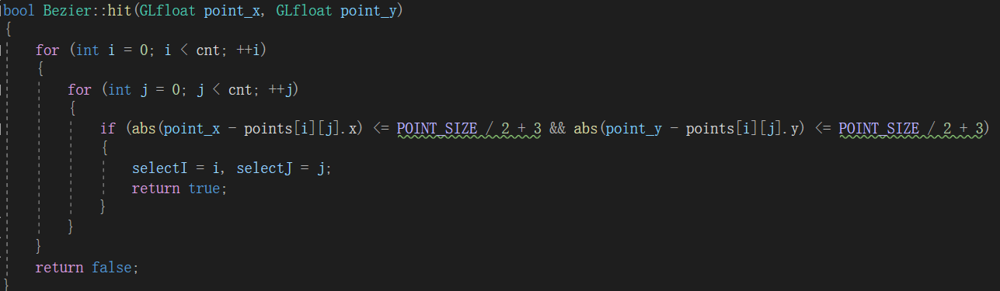 bool Bezier::hit(GLfloat point_x, GLfloat point_y)
{
    for (int i = 0; i < cnt; ++i)
    {
        for (int j = 0; j < cnt; ++j)
        {
            if (abs(point_x - points[i][j].x) <= POINT_SIZE / 2 + 3 && abs(point_y - points[i][j].y) <= POINT_SIZE / 2 + 3)
            {
                selectI = i, selectJ = j;
                return true;
            }
        }
    }
    return false;
}